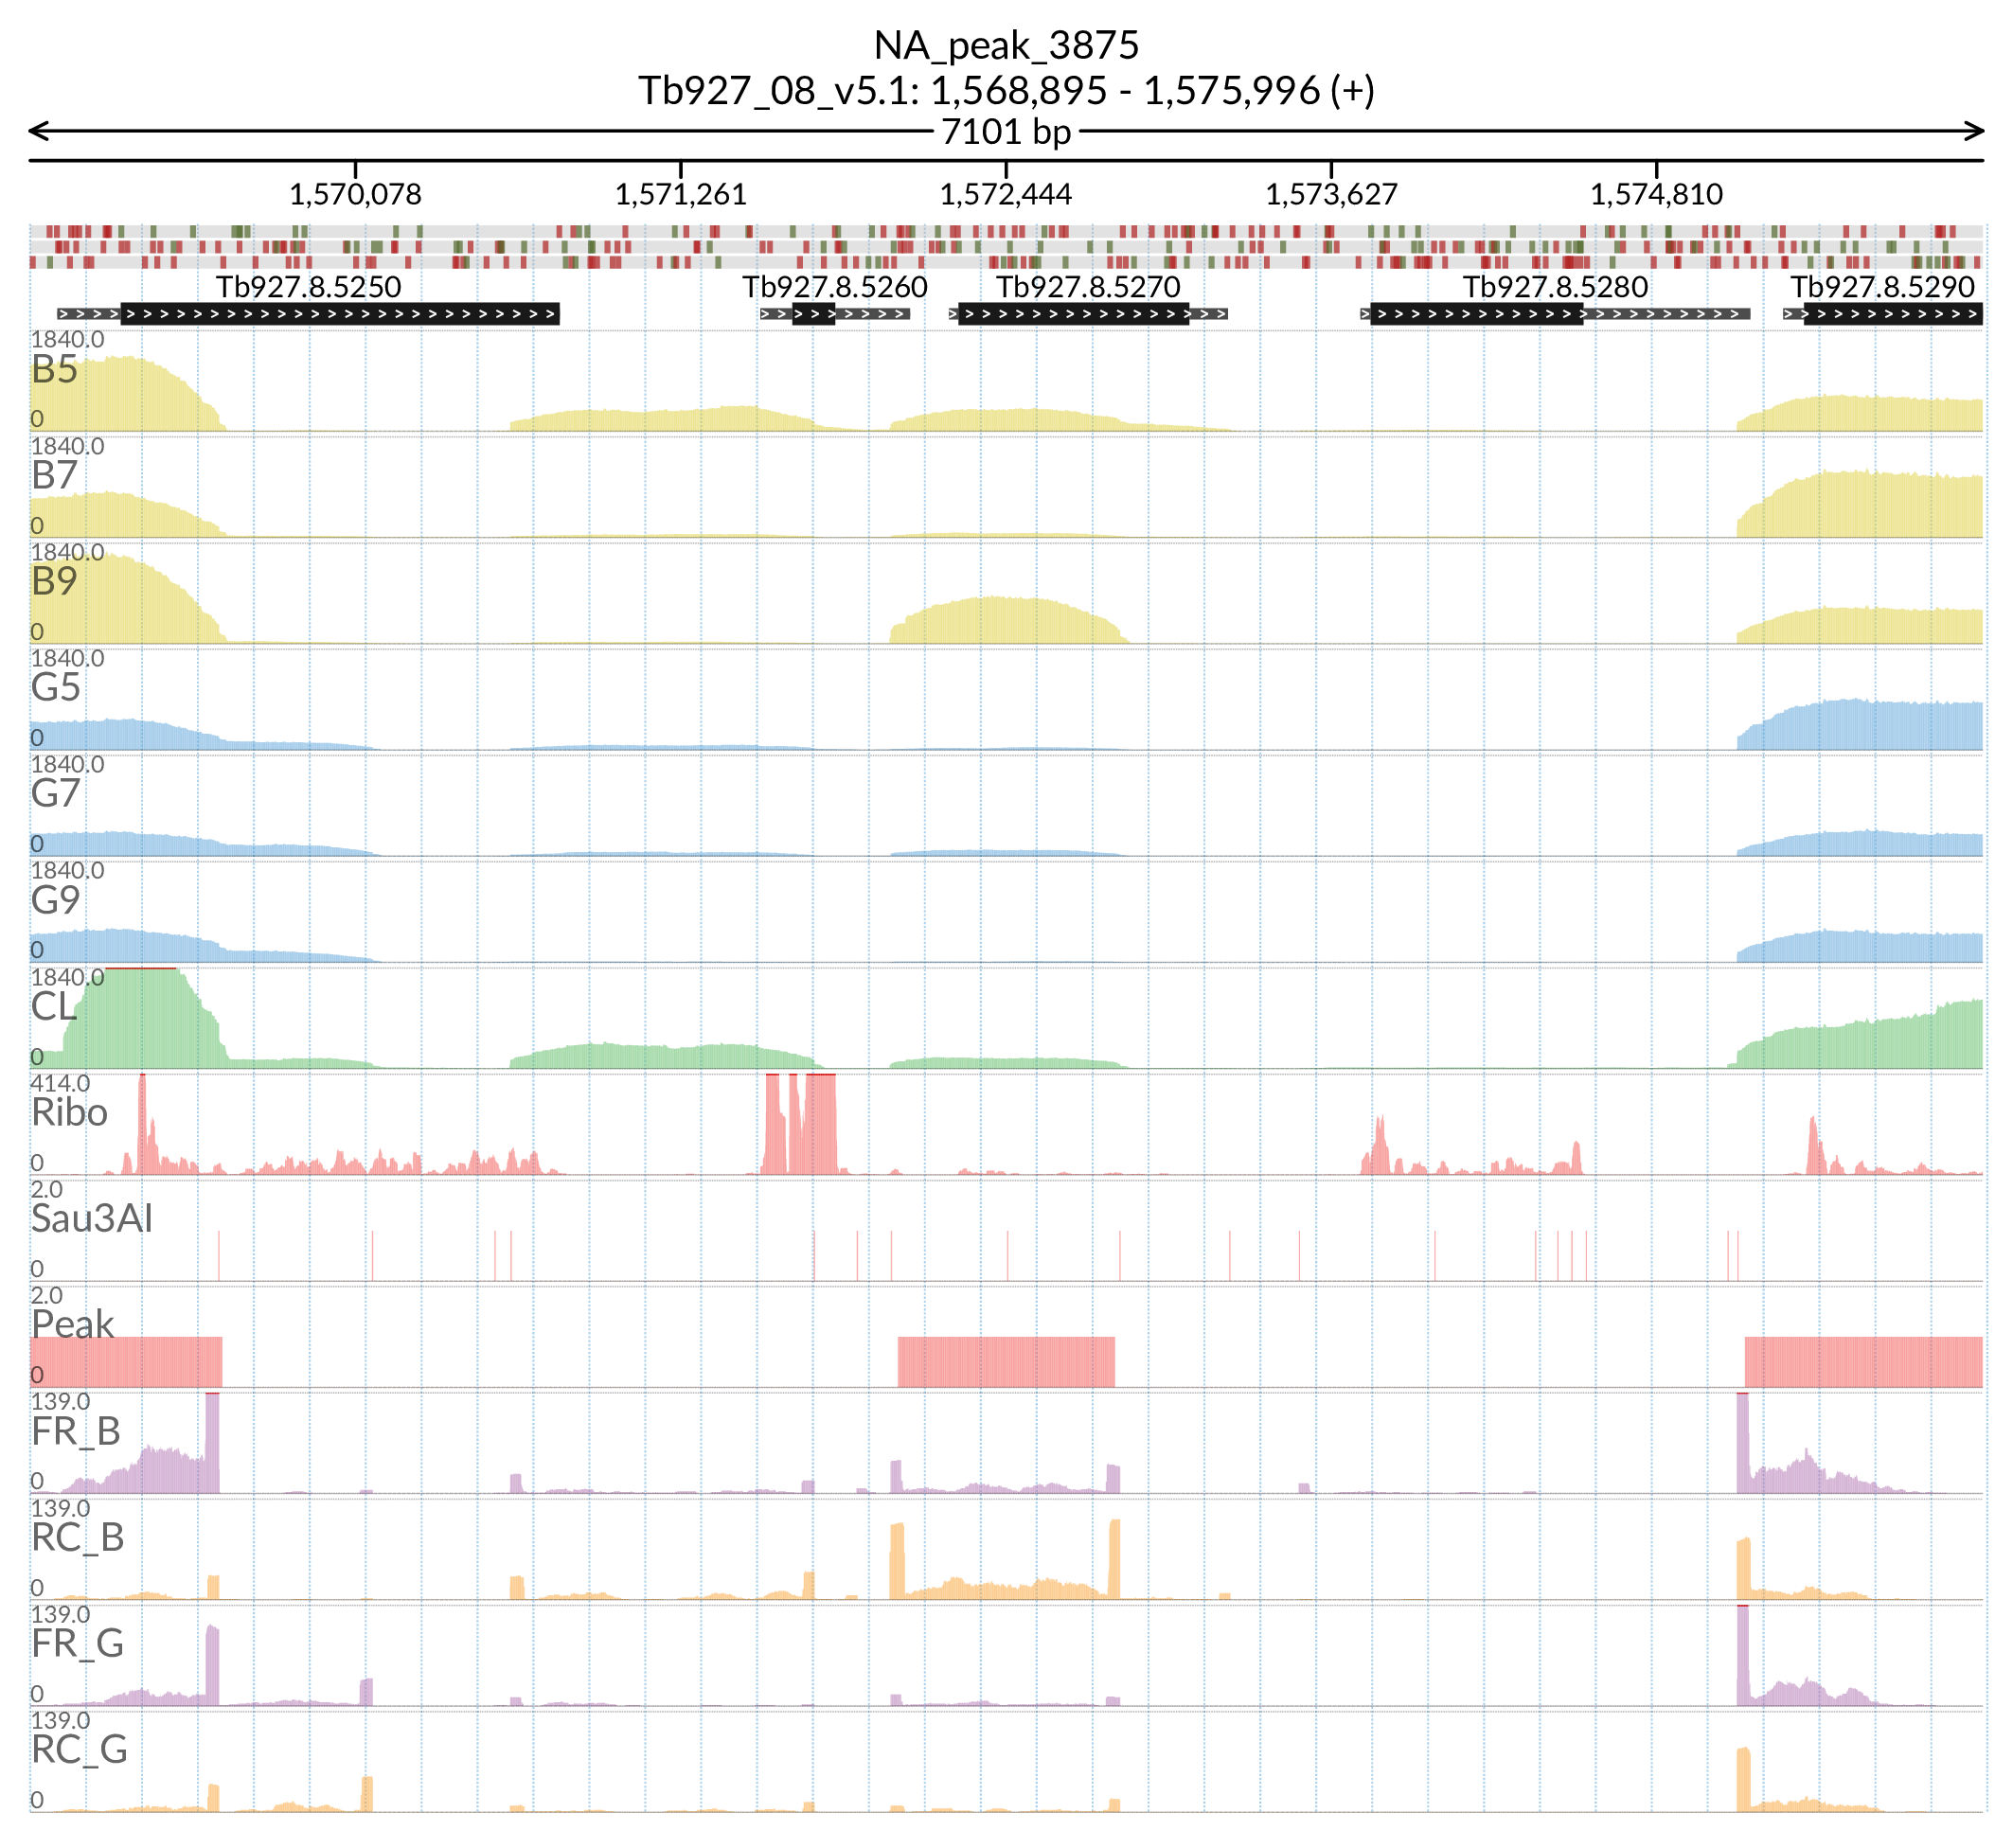 NA_peak_3875
Tb927_08_v5.1: 1,568,895 - 1,575,996 (+)
7101 bp
1,570,078 1,571,261 1,572,444 1,573,627 1,574,810
Tb927.8.5250 Tb927.8.5260 Tb927.8.5270 Tb927.8.5280 Tb927.8.5290
1840.0
B5
0
1840.0
B7
0
1840.0
B9
0
1840.0
G5
0
1840.0
G7
0
1840.0
G9
0
1840.0
CL
0
414.0
Ribo
0
2.0
Sau3AI
0
2.0
Peak
0
139.0
FR_B
0
139.0
RC_B
0
139.0
FR_G
0
139.0
RC_G
0